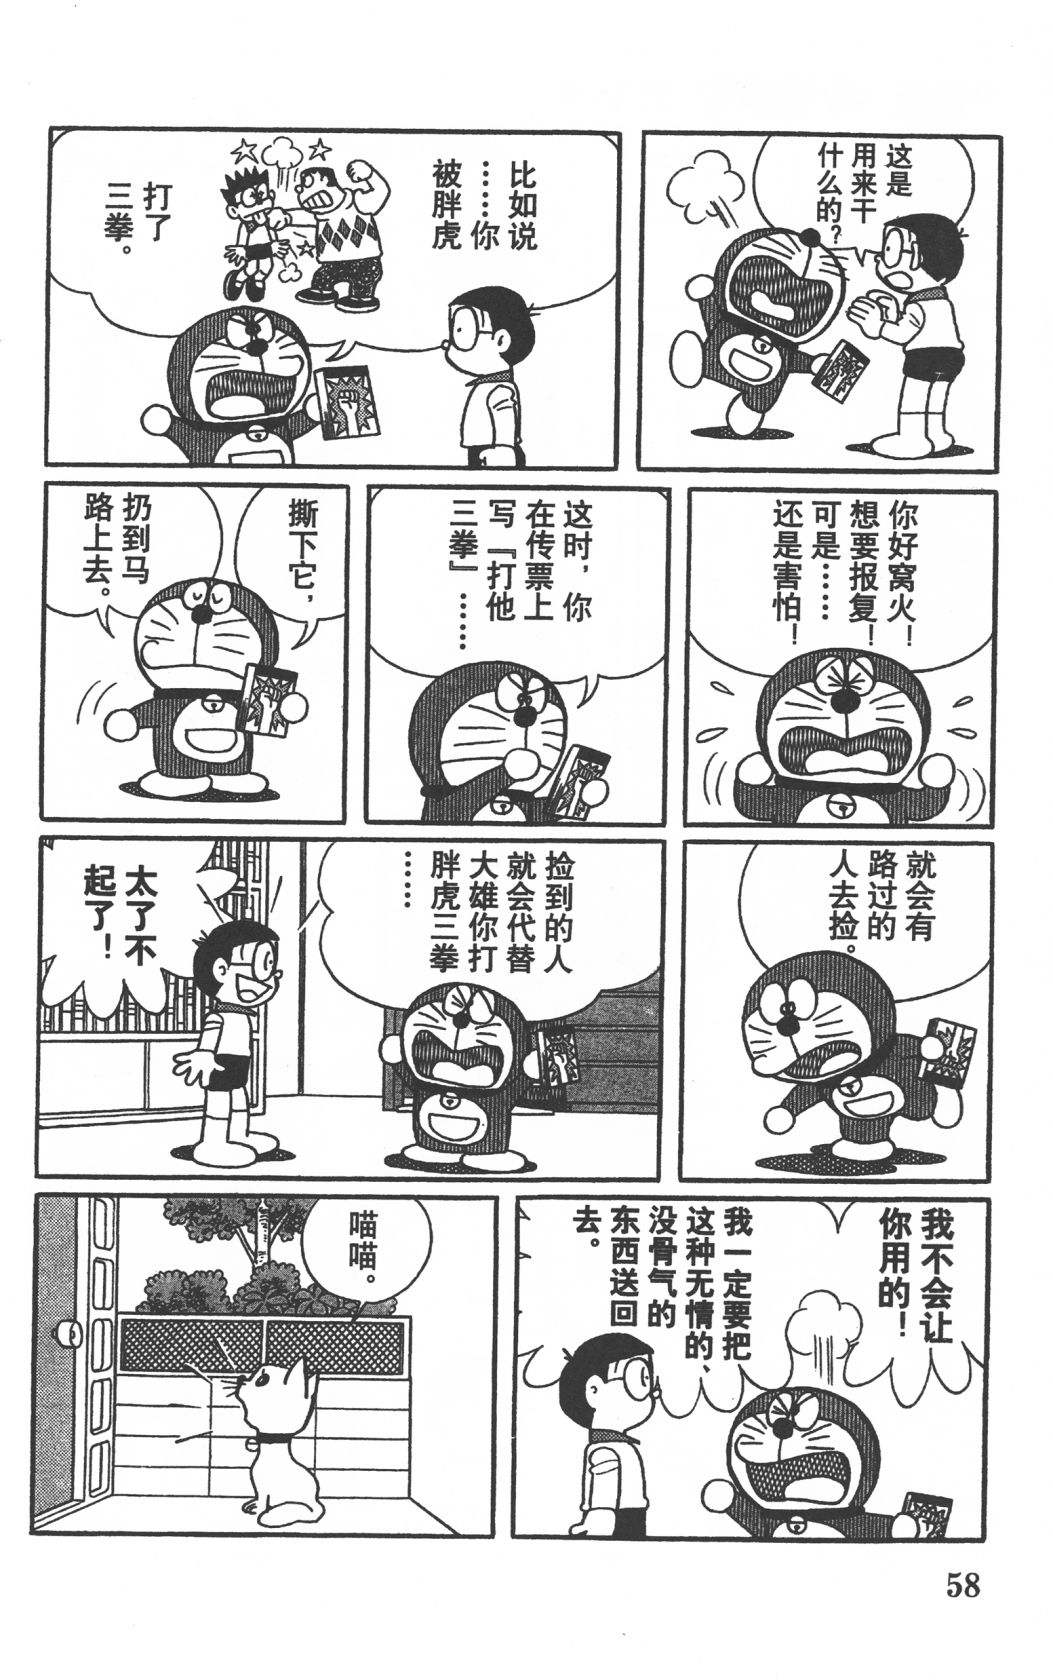 这是
用来干
什么的？
比如说
……你
被胖虎
打了
三拳。
你好窝火！
想要报复！
可是……
还是害怕！
这时，你
在传票上
写『打他
三拳』……
撕下它，
扔到马
路上去。
就会有
路过的
人去捡。
捡到的人
就会代替
大雄你打
胖虎三拳
……
太了不
起了！
我不会让
你用的！
我一定要把
这种无情的、
没骨气的
东西送回
去。
喵
喵。
58